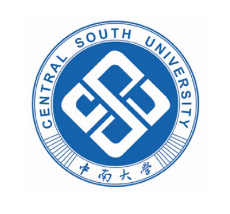 CENTRAL SOUTH UNIVERSITY
中南大学